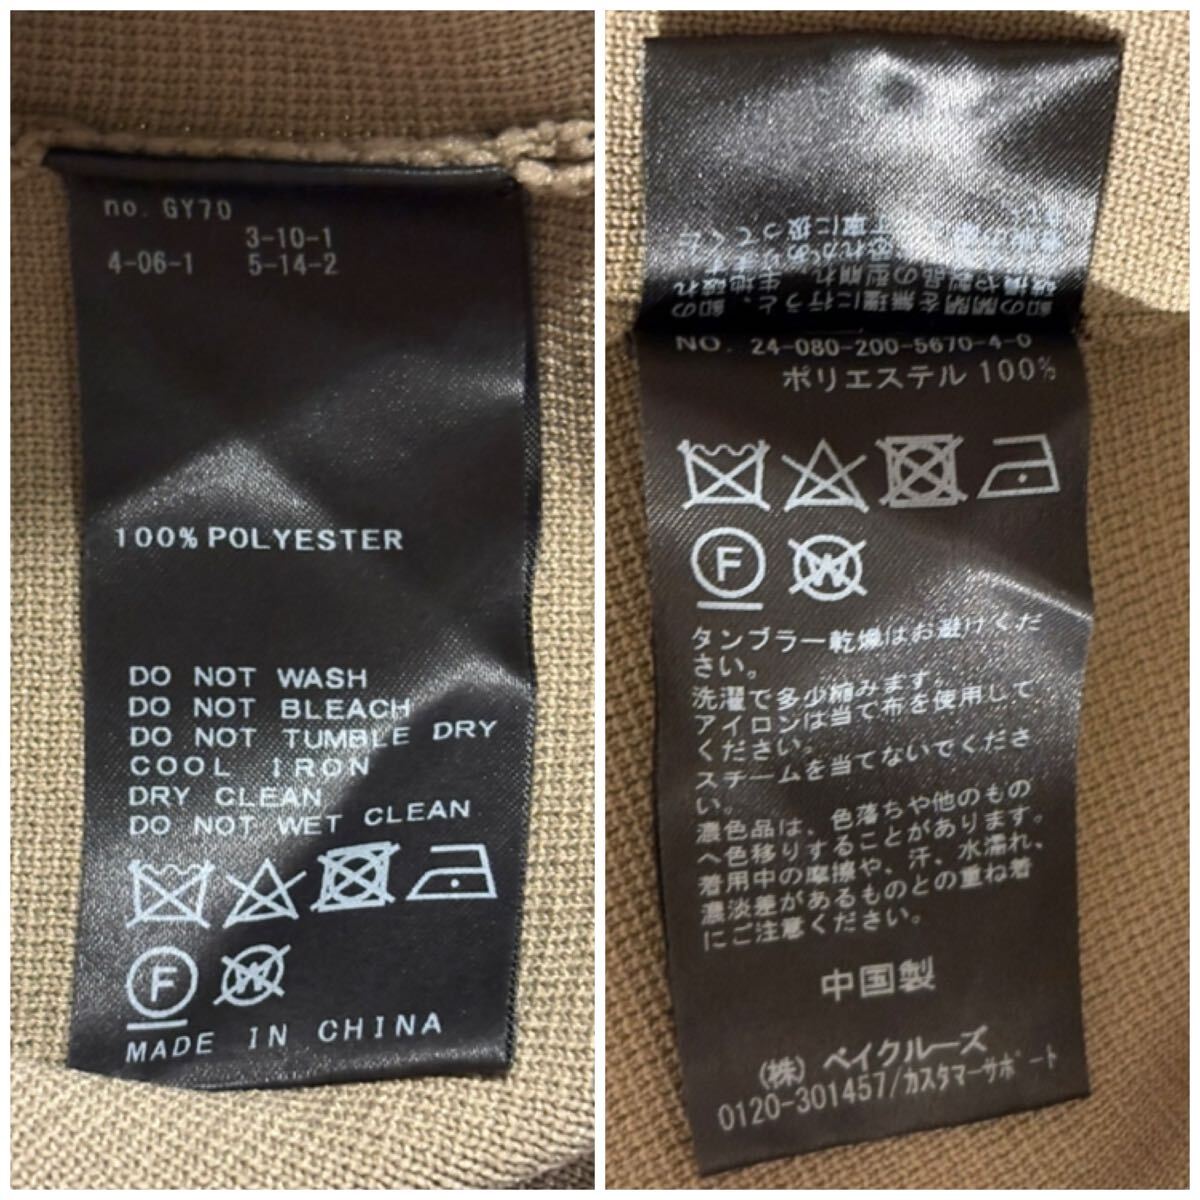 no. GY70
3-10-1
4-06-1 5-14-2
100% POLYESTER
DO NOT WASH
DO NOT BLEACH
DO NOT TUMBLE DRY
COOL IRON
DRY CLEAN
DO NOT WET CLEAN
F W
MADE IN CHINA
NO. 24-080-200-5670-4-0
ポリエステル 100%
F W
タンブラー乾燥はお避けくだ
さい。
洗濯で多少縮みます。
アイロンは当て布を使用して
ください。
スチームを当てないでくださ
い。
濃色品は、色落ちや他のもの
へ色移りすることがあります。
着用中の摩擦や、汗、水濡れ、
濃淡差があるものとの重ね着
にご注意ください。
中国製
(株) ベイクルーズ
0120-301457/カスタマーサポート